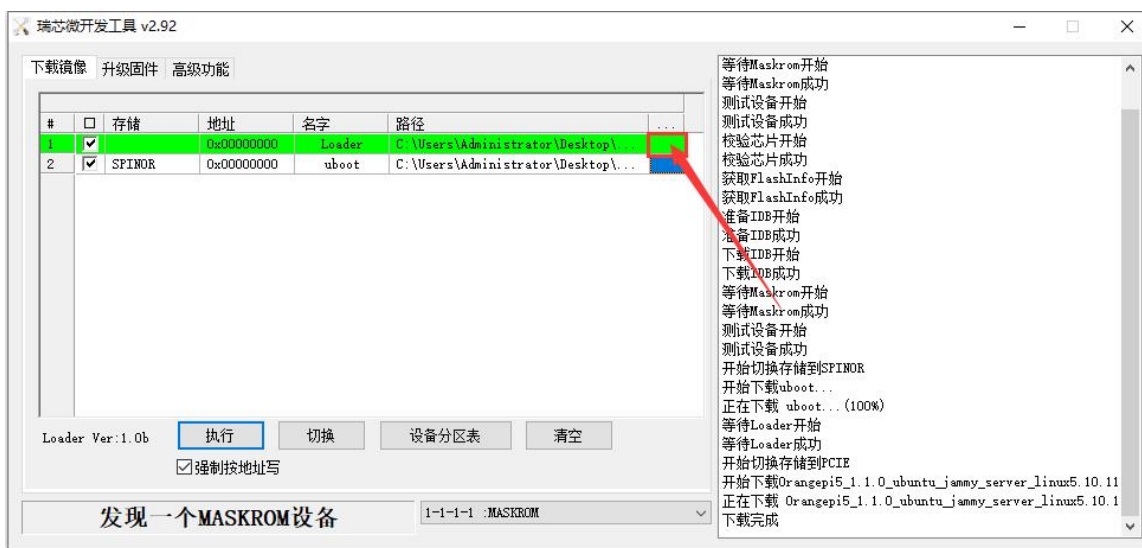 瑞芯微开发工具 v2.92
下载镜像 升级固件 高级功能
# 存储 地址 名字 路径 ...
1 0x00000000 Loader C:\Users\Administrator\Desktop\...
2 SPINOR 0x00000000 uboot C:\Users\Administrator\Desktop\...
Loader Ver:1.0b 执行 切换 设备分区表 清空
强制按地址写
发现一个MASKROM设备 1-1-1-1 :MASKROM
等待Maskrom开始
等待Maskrom成功
测试设备开始
测试设备成功
校验芯片开始
校验芯片成功
获取FlashInfo开始
获取FlashInfo成功
准备IDB开始
准备IDB成功
下载IDB开始
下载IDB成功
等待Maskrom开始
等待Maskrom成功
测试设备开始
测试设备成功
开始切换存储到SPINOR
开始下载uboot...
正在下载 uboot...(100%)
等待Loader开始
等待Loader成功
开始切换存储到PCIE
开始下载Orangepi5_1.1.0_ubuntu_jammy_server_linux5.10.11
正在下载 Orangepi5_1.1.0_ubuntu_jammy_server_linux5.10.1
下载完成